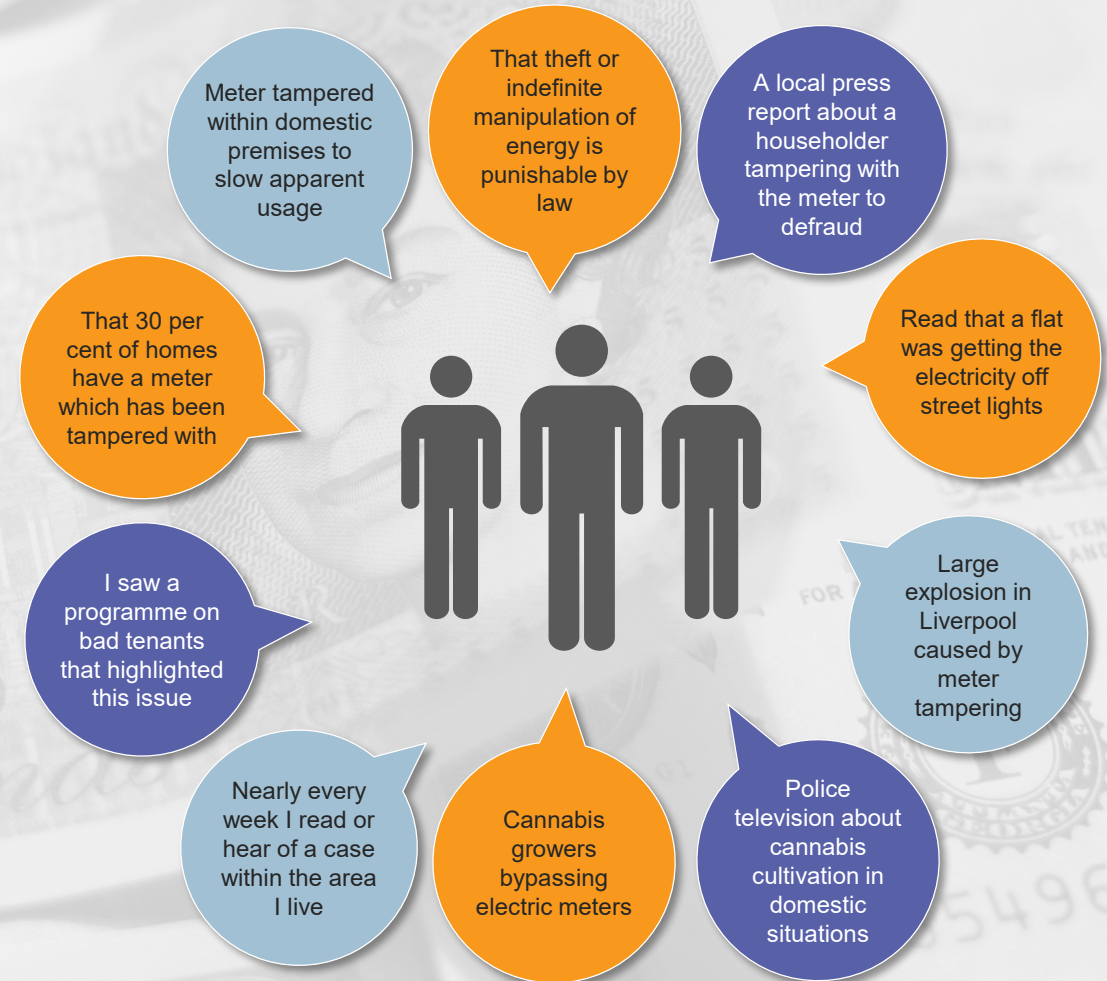 Meter tampered
within domestic
premises to
slow apparent
usage
That theft or
indefinite
manipulation of
energy is
punishable by
law
A local press
report about a
householder
tampering with
the meter to
defraud
That 30 per
cent of homes
have a meter
which has been
tampered with
Read that a flat
was getting the
electricity off
street lights
I saw a
programme on
bad tenants
that highlighted
this issue
Large
explosion in
Liverpool
caused by
meter
tampering
Nearly every
week I read or
hear of a case
within the area
I live
Cannabis
growers
bypassing
electric meters
Police
television about
cannabis
cultivation in
domestic
situations